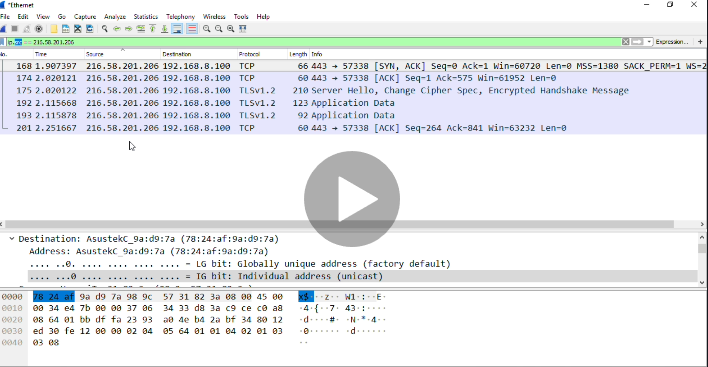 *Ethernet
File Edit View Go Capture Analyze Statistics Telephony Wireless Tools Help
ip.src == 216.58.201.206 Expression... +
No. Time Source Destination Protocol Length Info
168 1.907397 216.58.201.206 192.168.8.100 TCP 66 443 → 57338 [SYN, ACK] Seq=0 Ack=1 Win=60720 Len=0 MSS=1380 SACK_PERM=1 WS=2
174 2.020121 216.58.201.206 192.168.8.100 TCP 60 443 → 57338 [ACK] Seq=1 Ack=575 Win=61952 Len=0
175 2.020122 216.58.201.206 192.168.8.100 TLSv1.2 210 Server Hello, Change Cipher Spec, Encrypted Handshake Message
192 2.115668 216.58.201.206 192.168.8.100 TLSv1.2 123 Application Data
193 2.115878 216.58.201.206 192.168.8.100 TLSv1.2 92 Application Data
201 2.251667 216.58.201.206 192.168.8.100 TCP 60 443 → 57338 [ACK] Seq=264 Ack=841 Win=63232 Len=0
Destination: AsustekC_9a:d9:7a (78:24:af:9a:d9:7a)
Address: AsustekC_9a:d9:7a (78:24:af:9a:d9:7a)
.... ..0. .... .... .... .... = LG bit: Globally unique address (factory default)
.... ...0 .... .... .... .... = IG bit: Individual address (unicast)
0000 78 24 af 9a d9 7a 98 9c 57 31 82 3a 08 00 45 00 x$···z·· W1·:··E·
0010 00 34 e4 7b 00 00 37 06 34 33 d8 3a c9 ce c0 a8 ·4·{··7· 43·:····
0020 08 64 01 bb df fa 23 93 a0 4e b4 2a bf 34 80 12 ·d····#· ·N·*·4··
0030 ed 30 fe 12 00 00 02 04 05 64 01 01 04 02 01 03 ·0······ ·d······
0040 03 08 ··